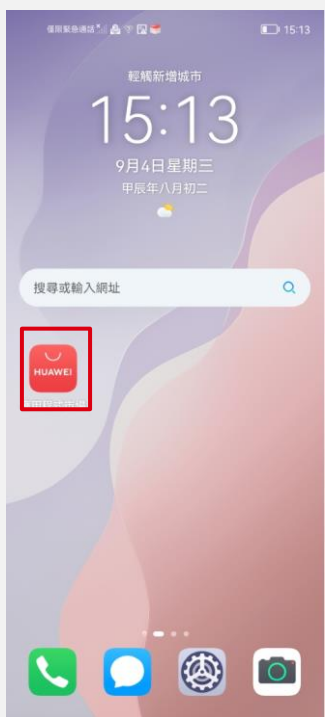 僅限緊急通話
15:13
輕觸新增城市
15:13
9月4日星期三
甲辰年八月初二
搜尋或輸入網址
HUAWEI